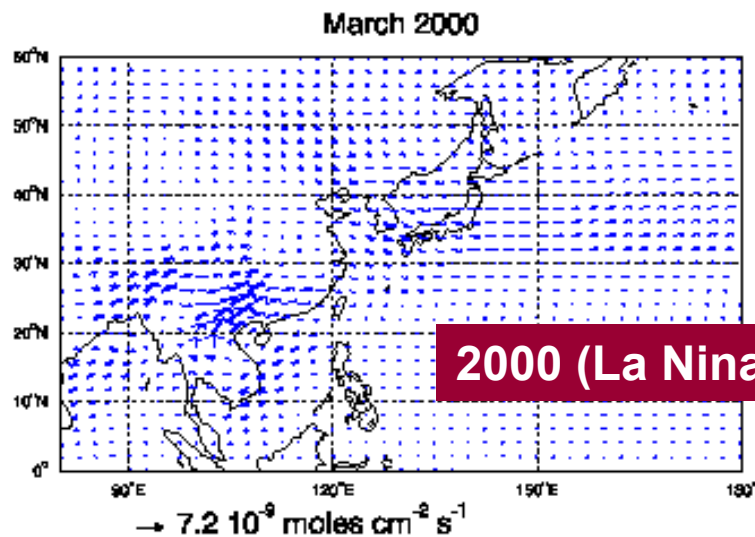 March 2000
60°N
50°N
40°N
30°N
20°N
10°N
0°
2000 (La Nina
90°E
120°E
150°E
180
→ 7.2 10⁻⁹ moles cm⁻² s⁻¹